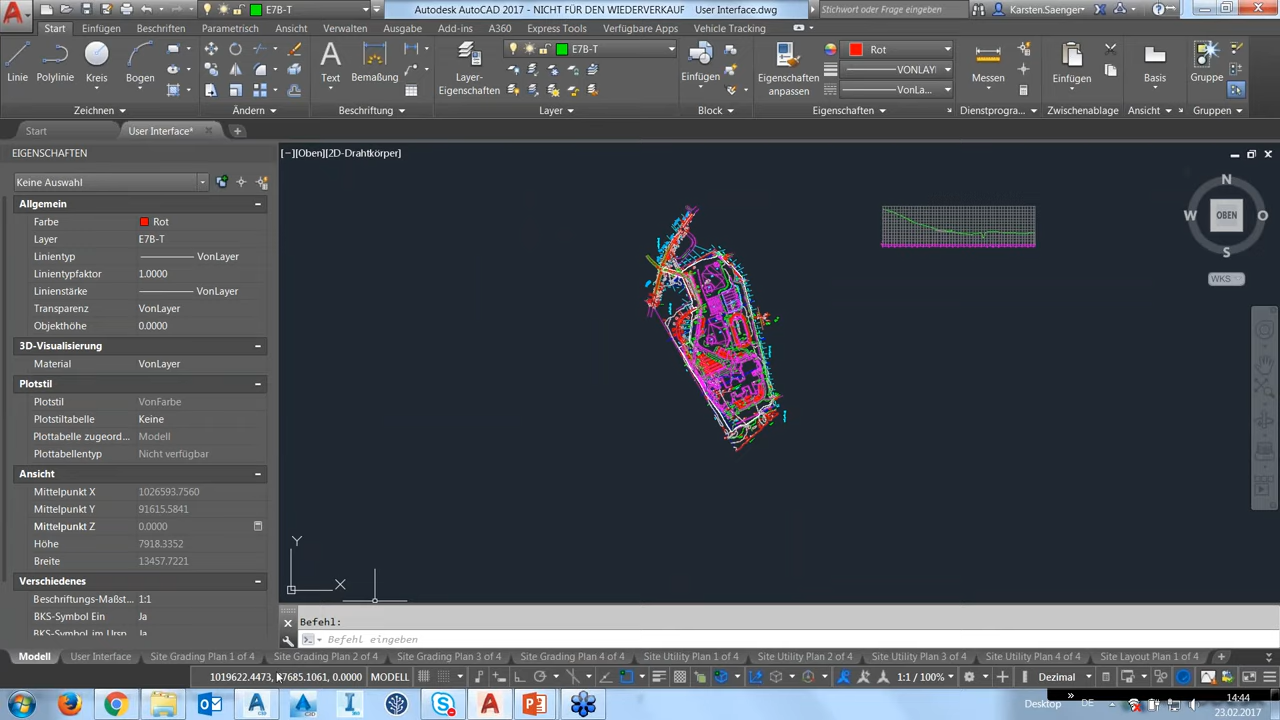 E7B-T
Autodesk AutoCAD 2017 - NICHT FÜR DEN WIEDERVERKAUF User Interface.dwg
Stichwort oder Frage eingeben
Karsten.Saenger
Start Einfügen Beschriften Parametrisch Ansicht Verwalten Ausgabe Add-ins A360 Express Tools Verfügbare Apps Vehicle Tracking
E7B-T
Rot
VONLAY
VonLa...
Linie Polylinie Kreis Bogen
Text Bemaßung
Layer-Eigenschaften
Einfügen
Eigenschaften anpassen
Messen
Einfügen
Basis
Gruppe
Zeichnen Ändern Beschriftung Layer Block Eigenschaften Dienstprogra... Zwischenablage Ansicht Gruppen
Start User Interface*
EIGENSCHAFTEN
[−][Oben][2D-Drahtkörper]
Keine Auswahl
Allgemein
Farbe Rot
Layer E7B-T
Linientyp VonLayer
Linientypfaktor 1.0000
Linienstärke VonLayer
Transparenz VonLayer
Objekthöhe 0.0000
3D-Visualisierung
Material VonLayer
Plotstil
Plotstil VonFarbe
Plotstiltabelle Keine
Plottabelle zugeord... Modell
Plottabellentyp Nicht verfügbar
Ansicht
Mittelpunkt X 1026593.7560
Mittelpunkt Y 91615.5841
Mittelpunkt Z 0.0000
Höhe 7918.3352
Breite 13457.7221
Verschiedenes
Beschriftungs-Maßst... 1:1
BKS-Symbol Ein Ja
BKS-Symbol im Urspr... Ja
N
W OBEN O
S
WKS
Y
X
Befehl:
Befehl eingeben
Modell User Interface Site Grading Plan 1 of 4 Site Grading Plan 2 of 4 Site Grading Plan 3 of 4 Site Grading Plan 4 of 4 Site Utility Plan 1 of 4 Site Utility Plan 2 of 4 Site Utility Plan 3 of 4 Site Utility Plan 4 of 4 Site Layout Plan 1 of 4
MODELL 1:1 / 100% Dezimal
Desktop DE 14:44
23.02.2017